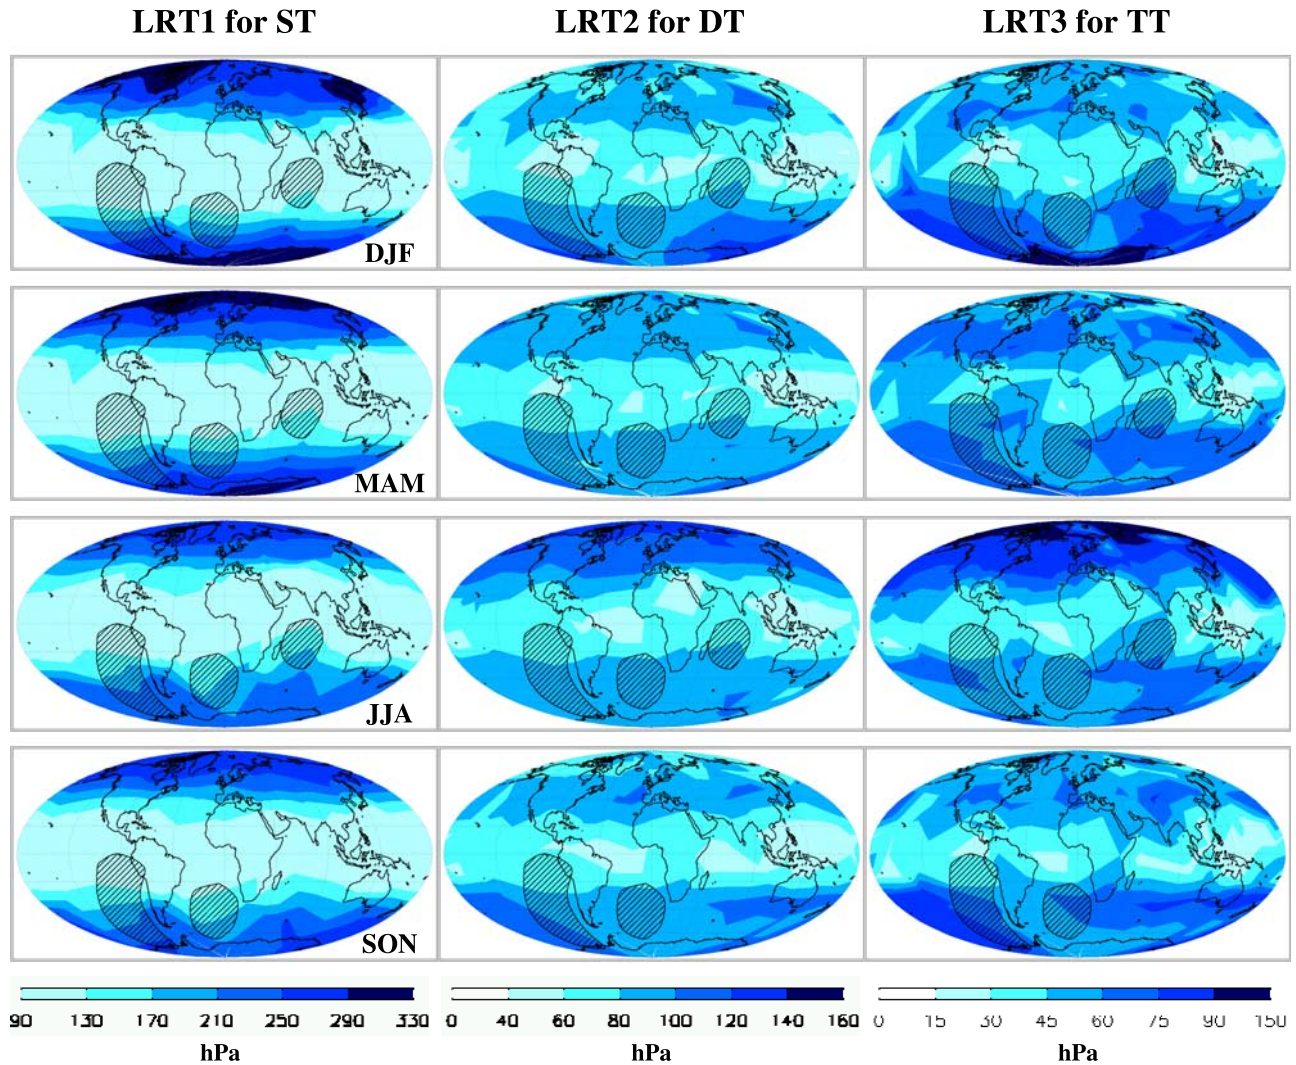 LRT1 for ST LRT2 for DT LRT3 for TT
DJF
MAM
JJA
SON
90 130 170 210 250 290 330 0 40 60 80 100 120 140 160 0 15 30 45 60 75 90 150
hPa hPa hPa